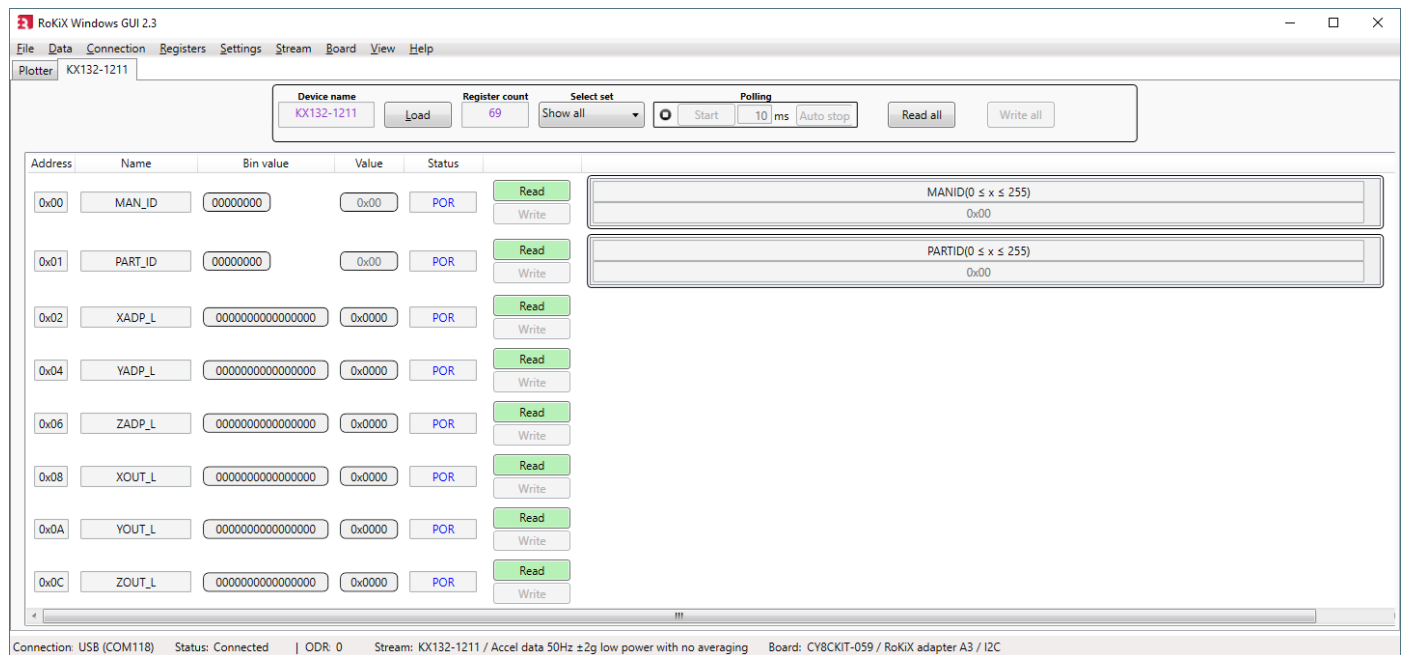 RoKiX Windows GUI 2.3
File Data Connection Registers Settings Stream Board View Help
Plotter KX132-1211
Device name Register count Select set Polling
KX132-1211 Load 69 Show all Start 10 ms Auto stop Read all Write all
Address Name Bin value Value Status
0x00 MAN_ID 00000000 0x00 POR Read Write MANID(0 ≤ x ≤ 255) 0x00
0x01 PART_ID 00000000 0x00 POR Read Write PARTID(0 ≤ x ≤ 255) 0x00
0x02 XADP_L 0000000000000000 0x0000 POR Read Write
0x04 YADP_L 0000000000000000 0x0000 POR Read Write
0x06 ZADP_L 0000000000000000 0x0000 POR Read Write
0x08 XOUT_L 0000000000000000 0x0000 POR Read Write
0x0A YOUT_L 0000000000000000 0x0000 POR Read Write
0x0C ZOUT_L 0000000000000000 0x0000 POR Read Write
Connection: USB (COM118) Status: Connected | ODR: 0 Stream: KX132-1211 / Accel data 50Hz ±2g low power with no averaging Board: CY8CKIT-059 / RoKiX adapter A3 / I2C